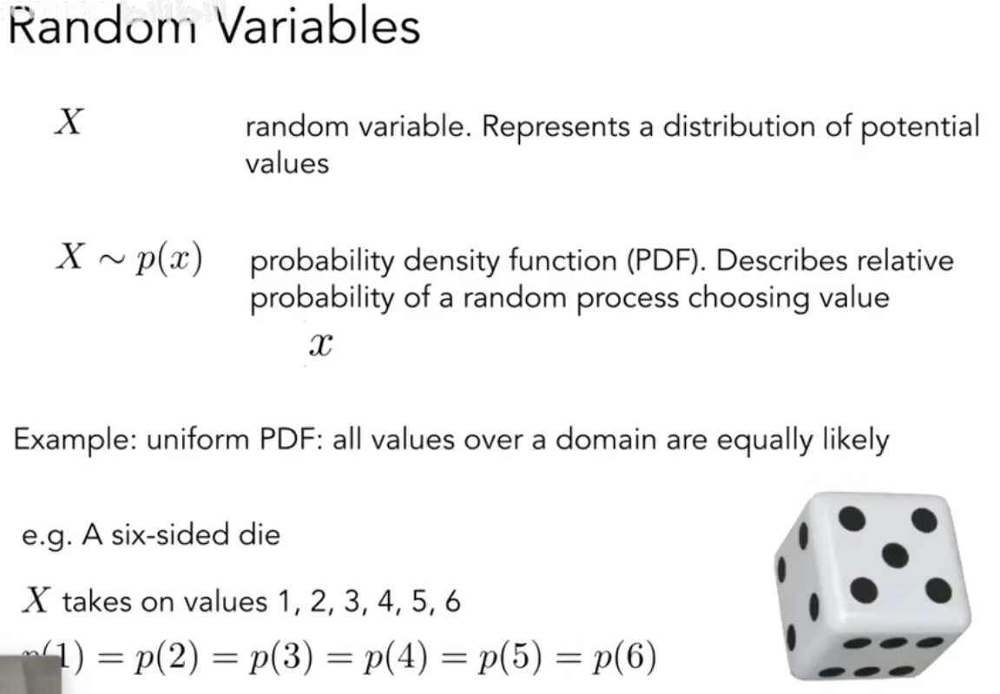 Random Variables
X random variable. Represents a distribution of potential
values
X ∼ p(x) probability density function (PDF). Describes relative
probability of a random process choosing value
x
Example: uniform PDF: all values over a domain are equally likely
e.g. A six-sided die
X takes on values 1, 2, 3, 4, 5, 6
(1) = p(2) = p(3) = p(4) = p(5) = p(6)